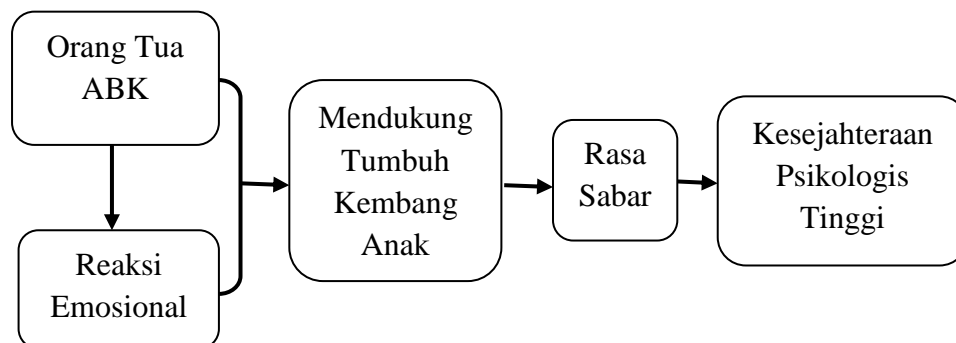 Orang Tua
ABK
Reaksi
Emosional
Mendukung
Tumbuh
Kembang
Anak
Rasa
Sabar
Kesejahteraan
Psikologis
Tinggi